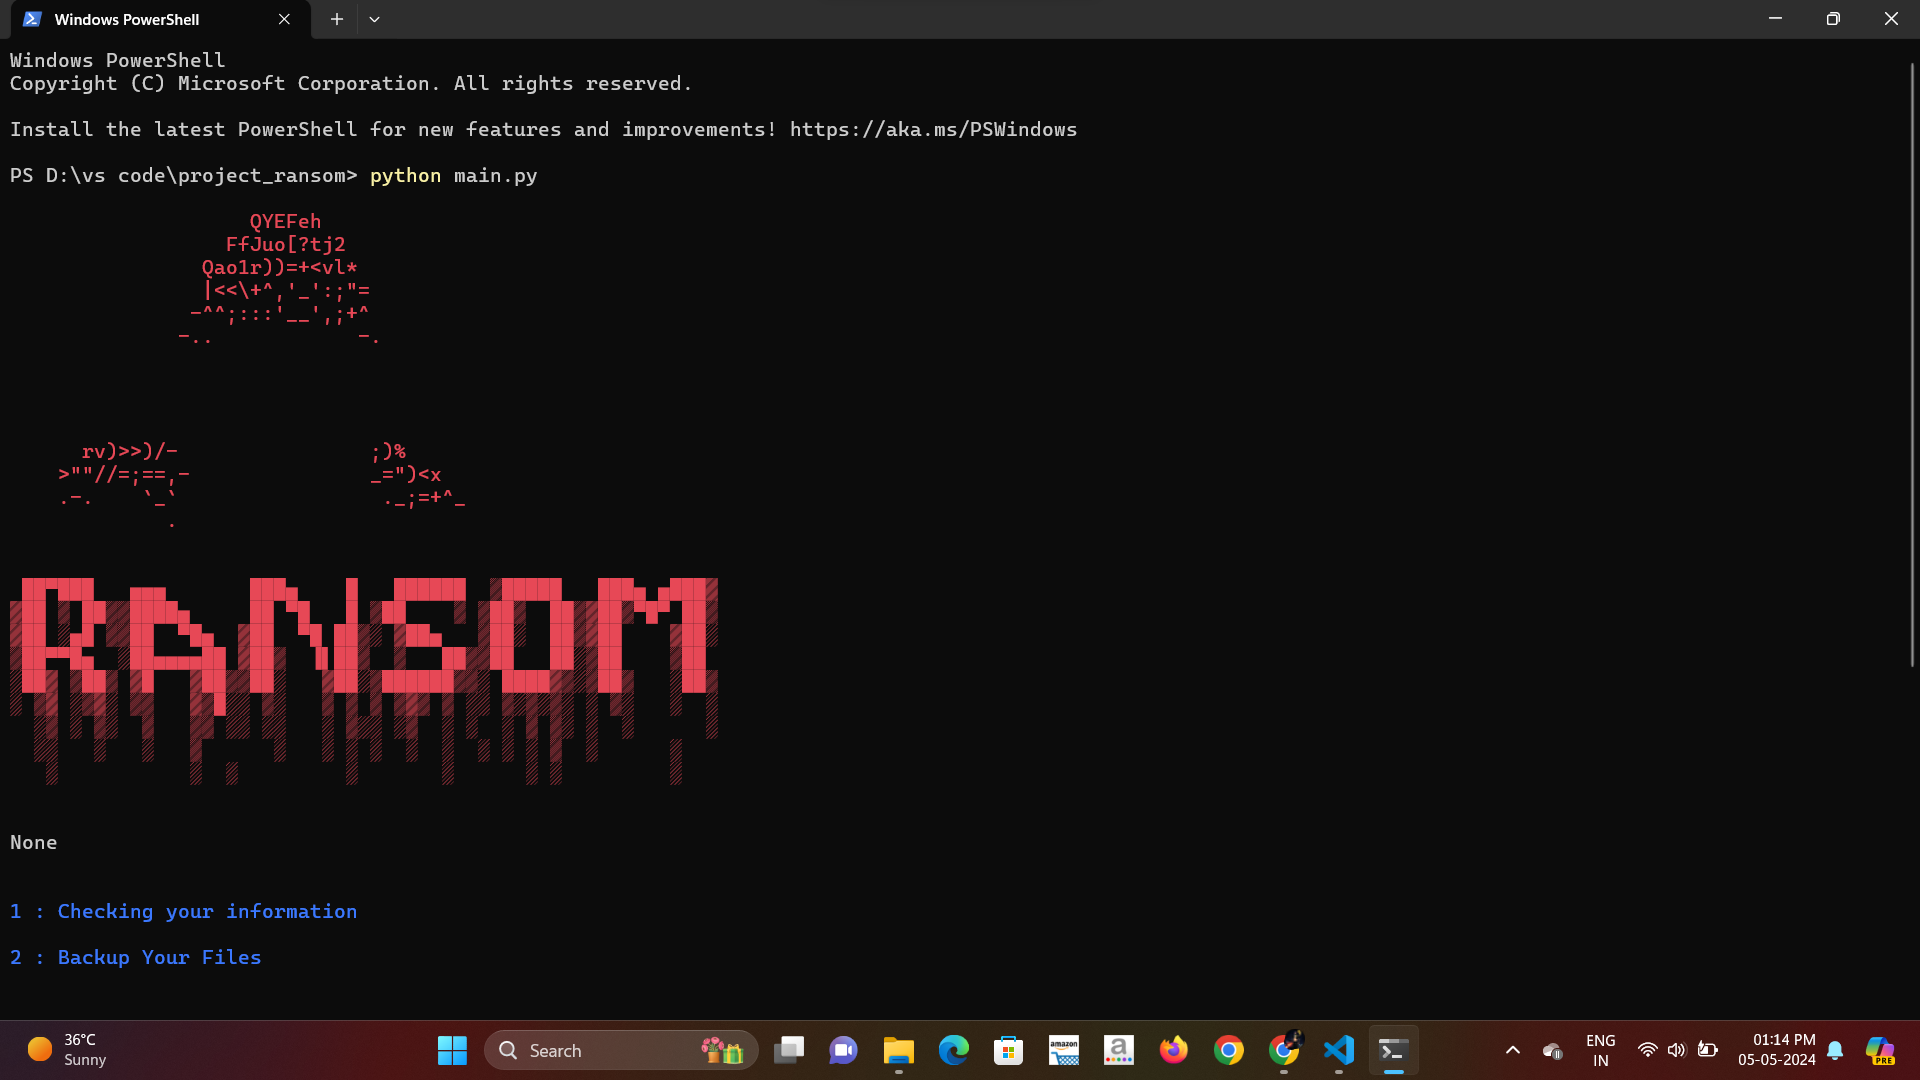 Windows PowerShell
Windows PowerShell
Copyright (C) Microsoft Corporation. All rights reserved.
Install the latest PowerShell for new features and improvements! https://aka.ms/PSWindows
PS D:\vs code\project_ransom> python main.py
QYEFeh
FfJuo[?tj2
Qao1r))=+<vl*
|<<\+^,'_':;"=
-^^;:::'__',;+^
-..            -.
rv)>>)/-                ;)%
>""//=;==,-               _=")<x
.-.    `_`                 ._;=+^_
.
RANSOM
None
1 : Checking your information
2 : Backup Your Files
36°C
Sunny
Search
amazon
a
ENG
IN
01:14 PM
05-05-2024
PRE